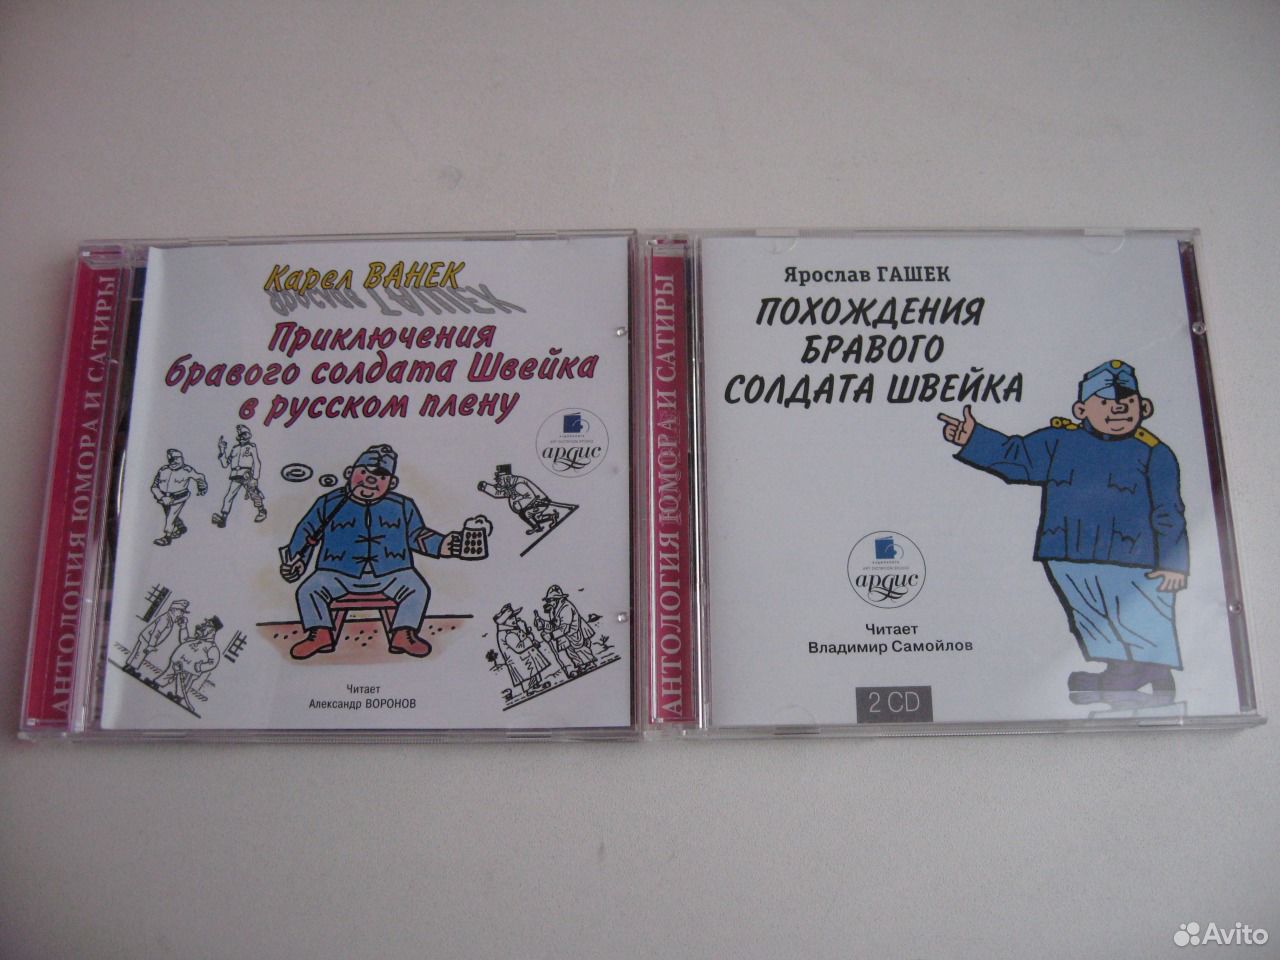 АНТОЛОГИЯ ЮМОРА И САТИРЫ
Карел ВАНЕК
Ярослав ГАШЕК
Приключения
бравого солдата Швейка
в русском плену
ардис
Читает
Александр ВОРОНОВ
АНТОЛОГИЯ ЮМОРА И САТИРЫ
Ярослав ГАШЕК
ПОХОЖДЕНИЯ
БРАВОГО
СОЛДАТА ШВЕЙКА
ардис
Читает
Владимир Самойлов
2 CD
Avito